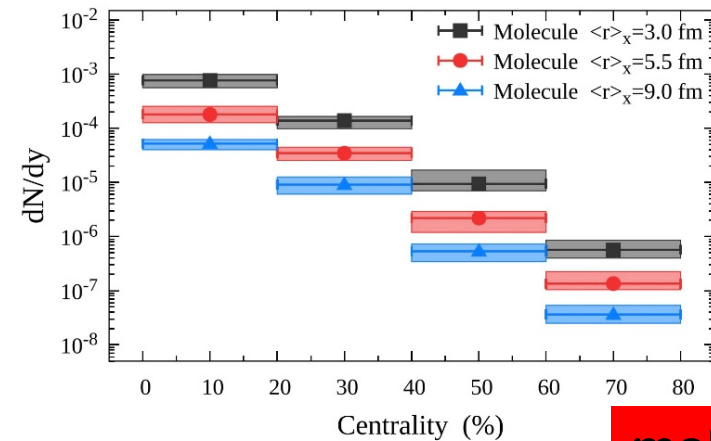 10⁻²
10⁻³
10⁻⁴
10⁻⁵
10⁻⁶
10⁻⁷
10⁻⁸
dN/dy
Molecule <r>ₓ=3.0 fm
Molecule <r>ₓ=5.5 fm
Molecule <r>ₓ=9.0 fm
0 10 20 30 40 50 60 70 80
Centrality (%)